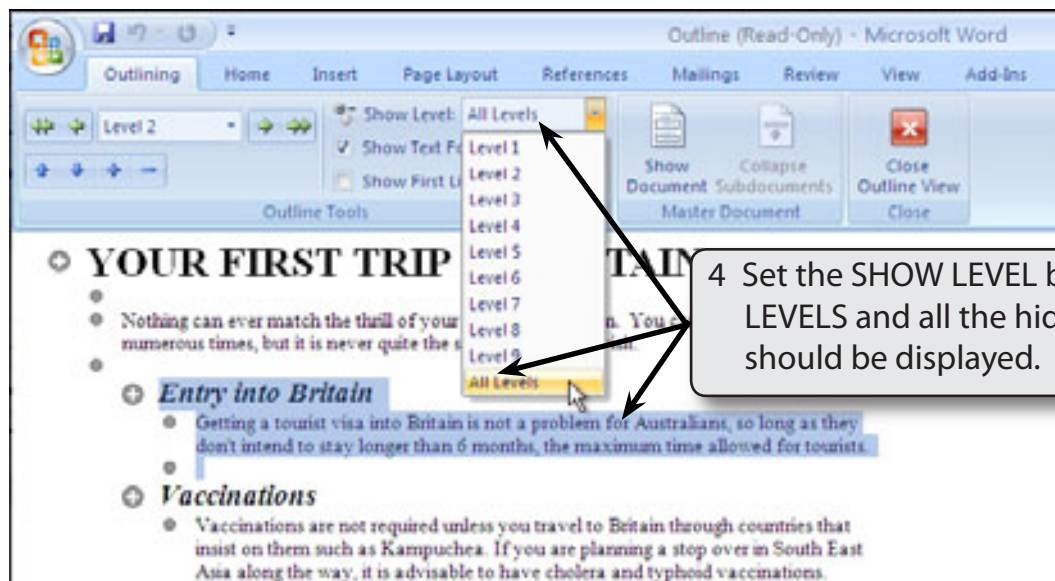 Outline (Read-Only) - Microsoft Word
Outlining Home Insert Page Layout References Mailings Review View Add-Ins
Level 2
Show Level: All Levels
Show Text Fo
Show First Li
Outline Tools
Level 1
Level 2
Level 3
Level 4
Level 5
Level 6
Level 7
Level 8
Level 9
All Levels
Show Document
Collapse Subdocuments
Master Document
Close Outline View
Close
4 Set the SHOW LEVEL b
LEVELS and all the hid
should be displayed.
YOUR FIRST TRIP TAIN
Nothing can ever match the thrill of your n. You c
numerous times, but it is never quite the s
Entry into Britain
Getting a tourist visa into Britain is not a problem for Australians, so long as they
don't intend to stay longer than 6 months, the maximum time allowed for tourists.
Vaccinations
Vaccinations are not required unless you travel to Britain through countries that
insist on them such as Kampuchea. If you are planning a stop over in South East
Asia along the way, it is advisable to have cholera and typhoid vaccinations.